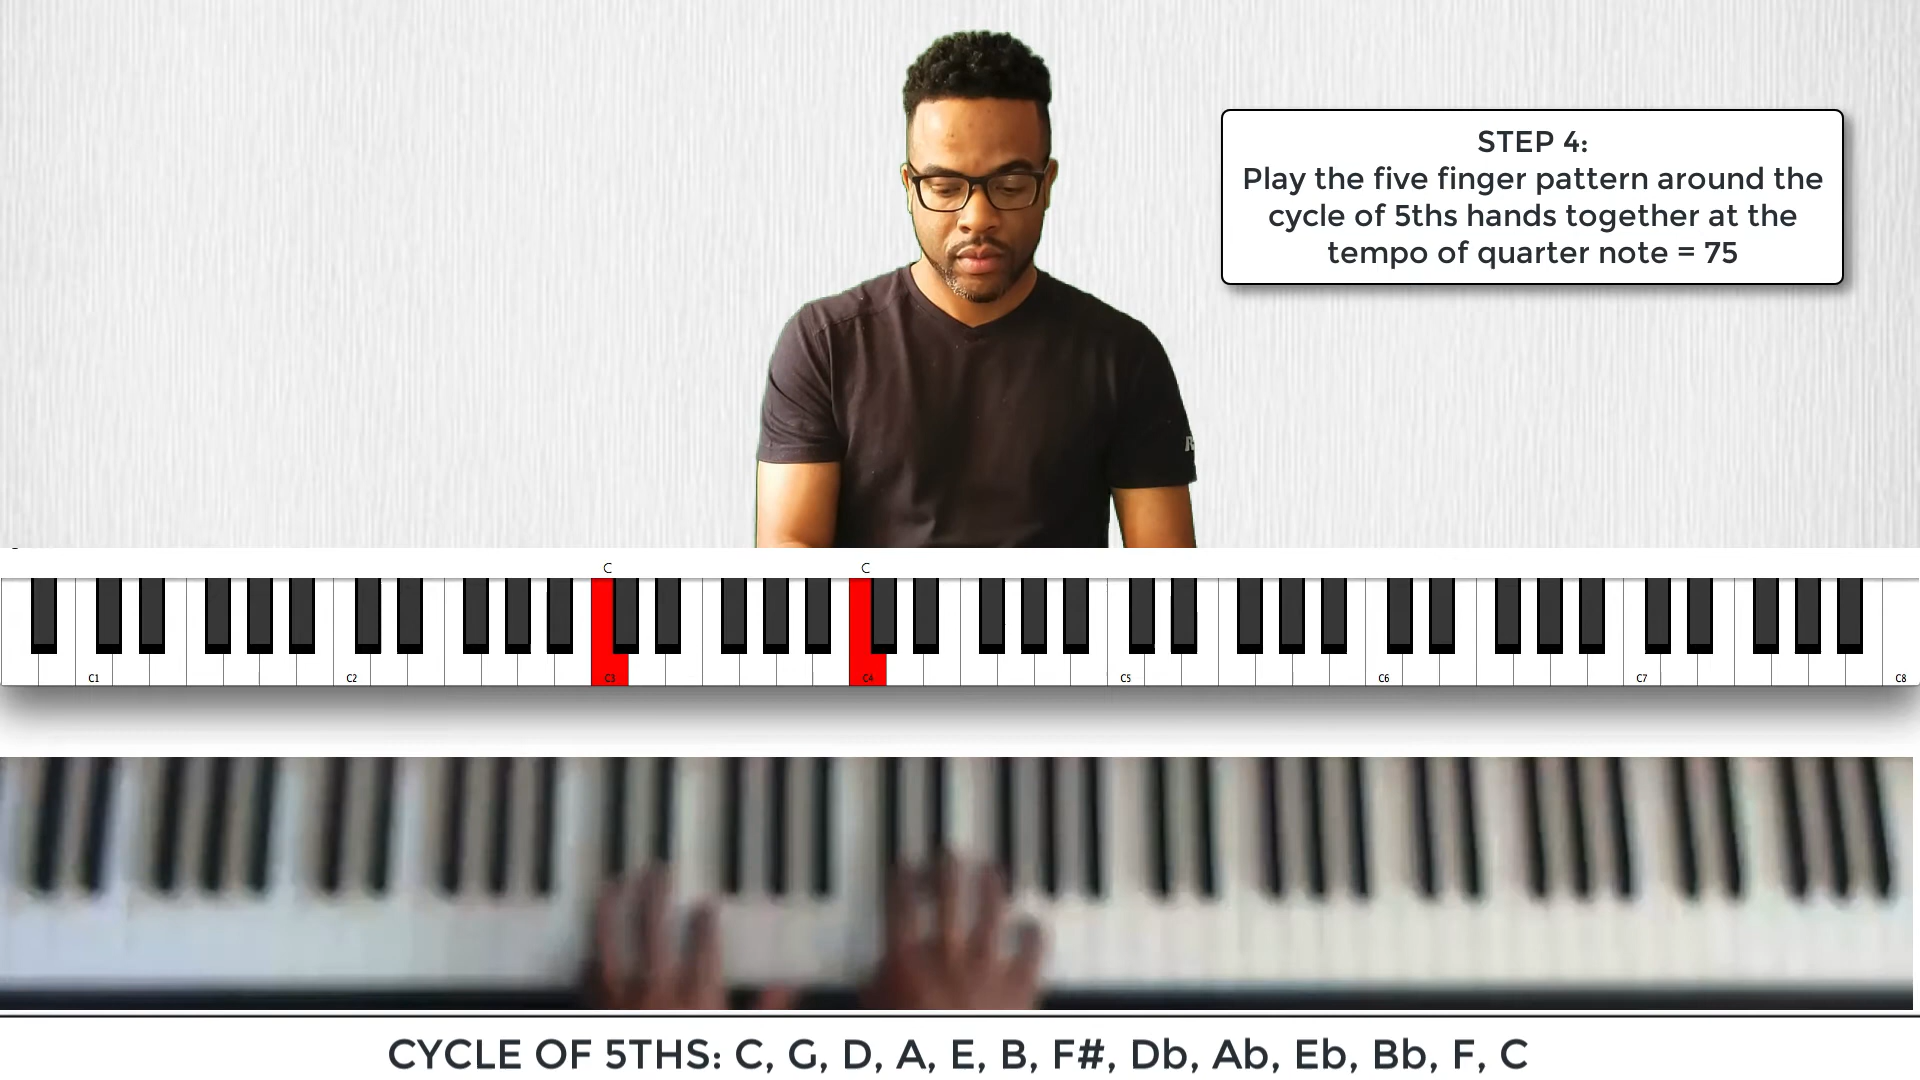 STEP 4:
Play the five finger pattern around the
cycle of 5ths hands together at the
tempo of quarter note = 75
C C
C1 C2 C3 C4 C5 C6 C7 C8
CYCLE OF 5THS: C, G, D, A, E, B, F#, Db, Ab, Eb, Bb, F, C